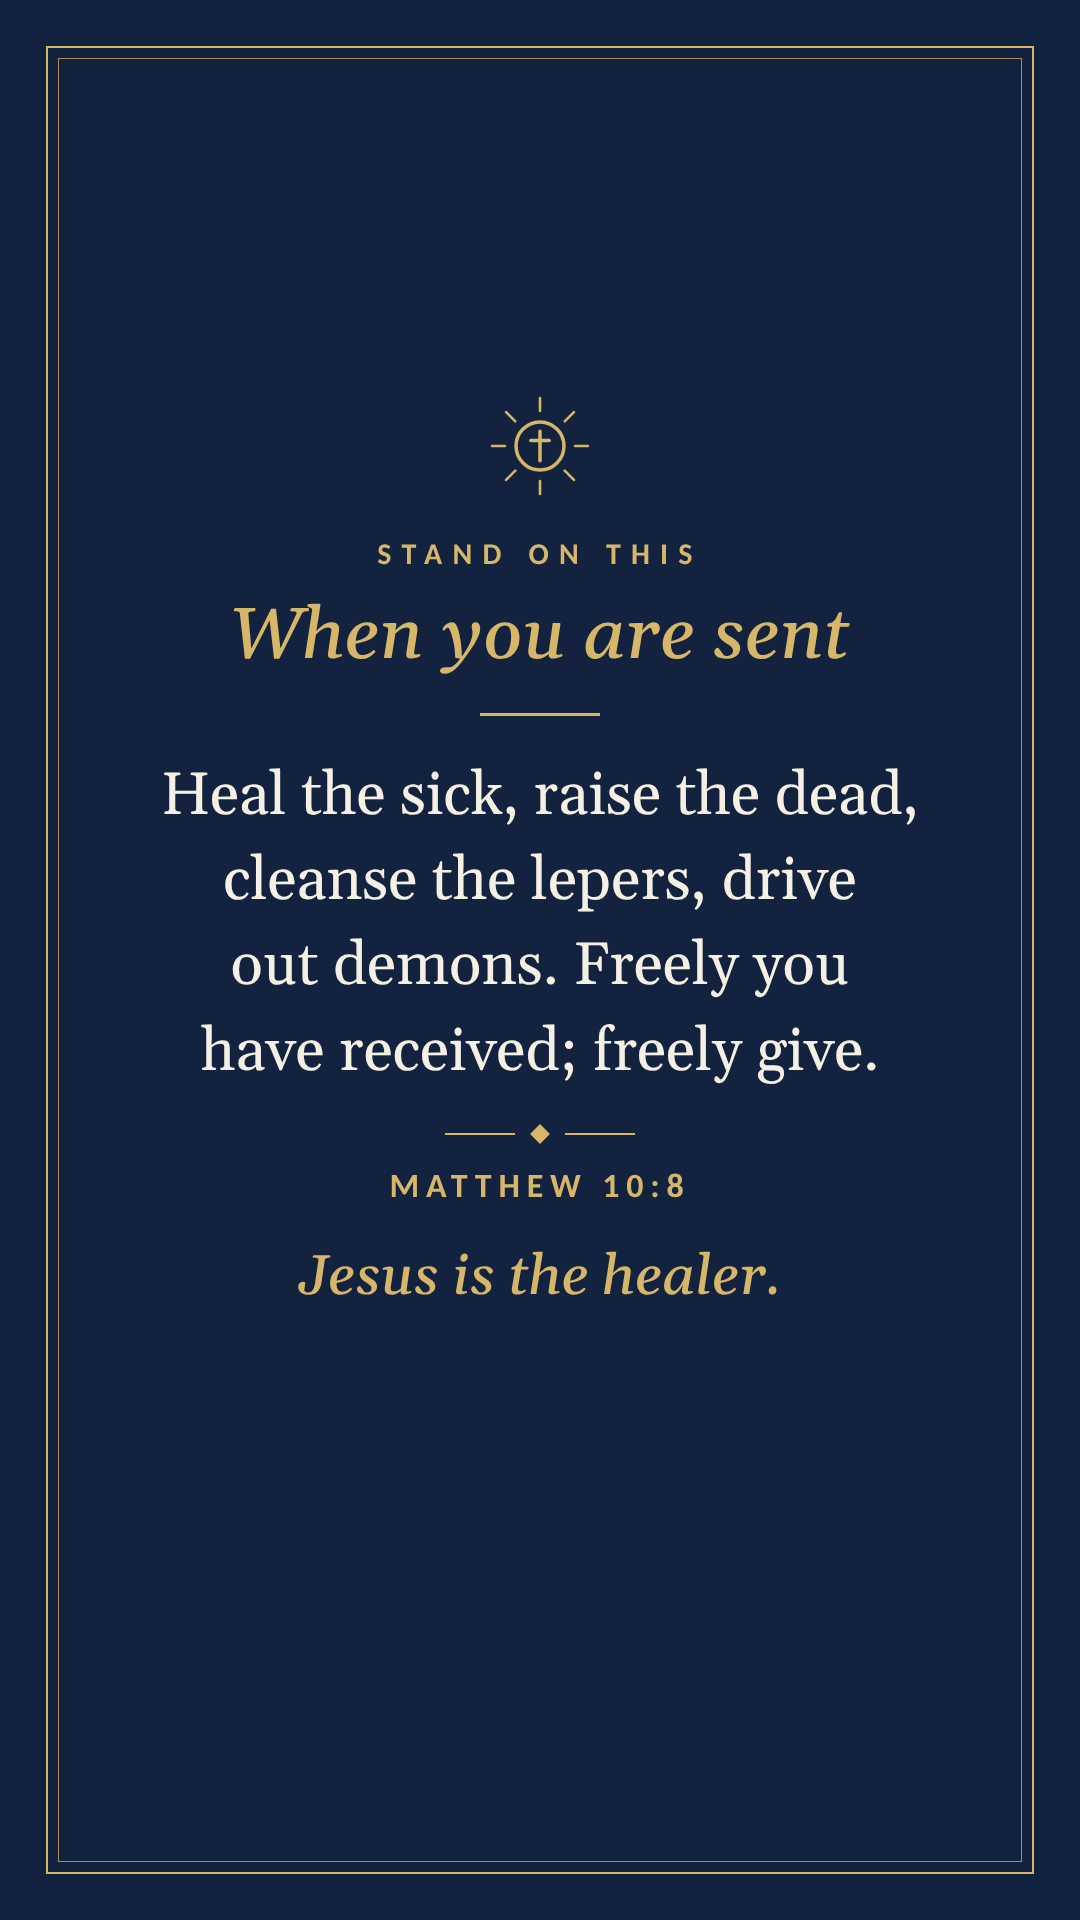 STAND ON THIS
When you are sent
Heal the sick, raise the dead,
cleanse the lepers, drive
out demons. Freely you
have received; freely give.
MATTHEW 10:8
Jesus is the healer.